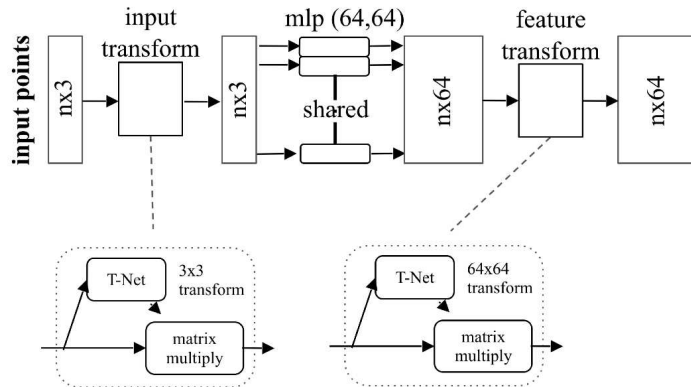 input
transform
mlp (64,64)
feature
transform
input points
nx3
nx3
shared
nx64
nx64
T-Net
3x3
transform
matrix
multiply
T-Net
64x64
transform
matrix
multiply